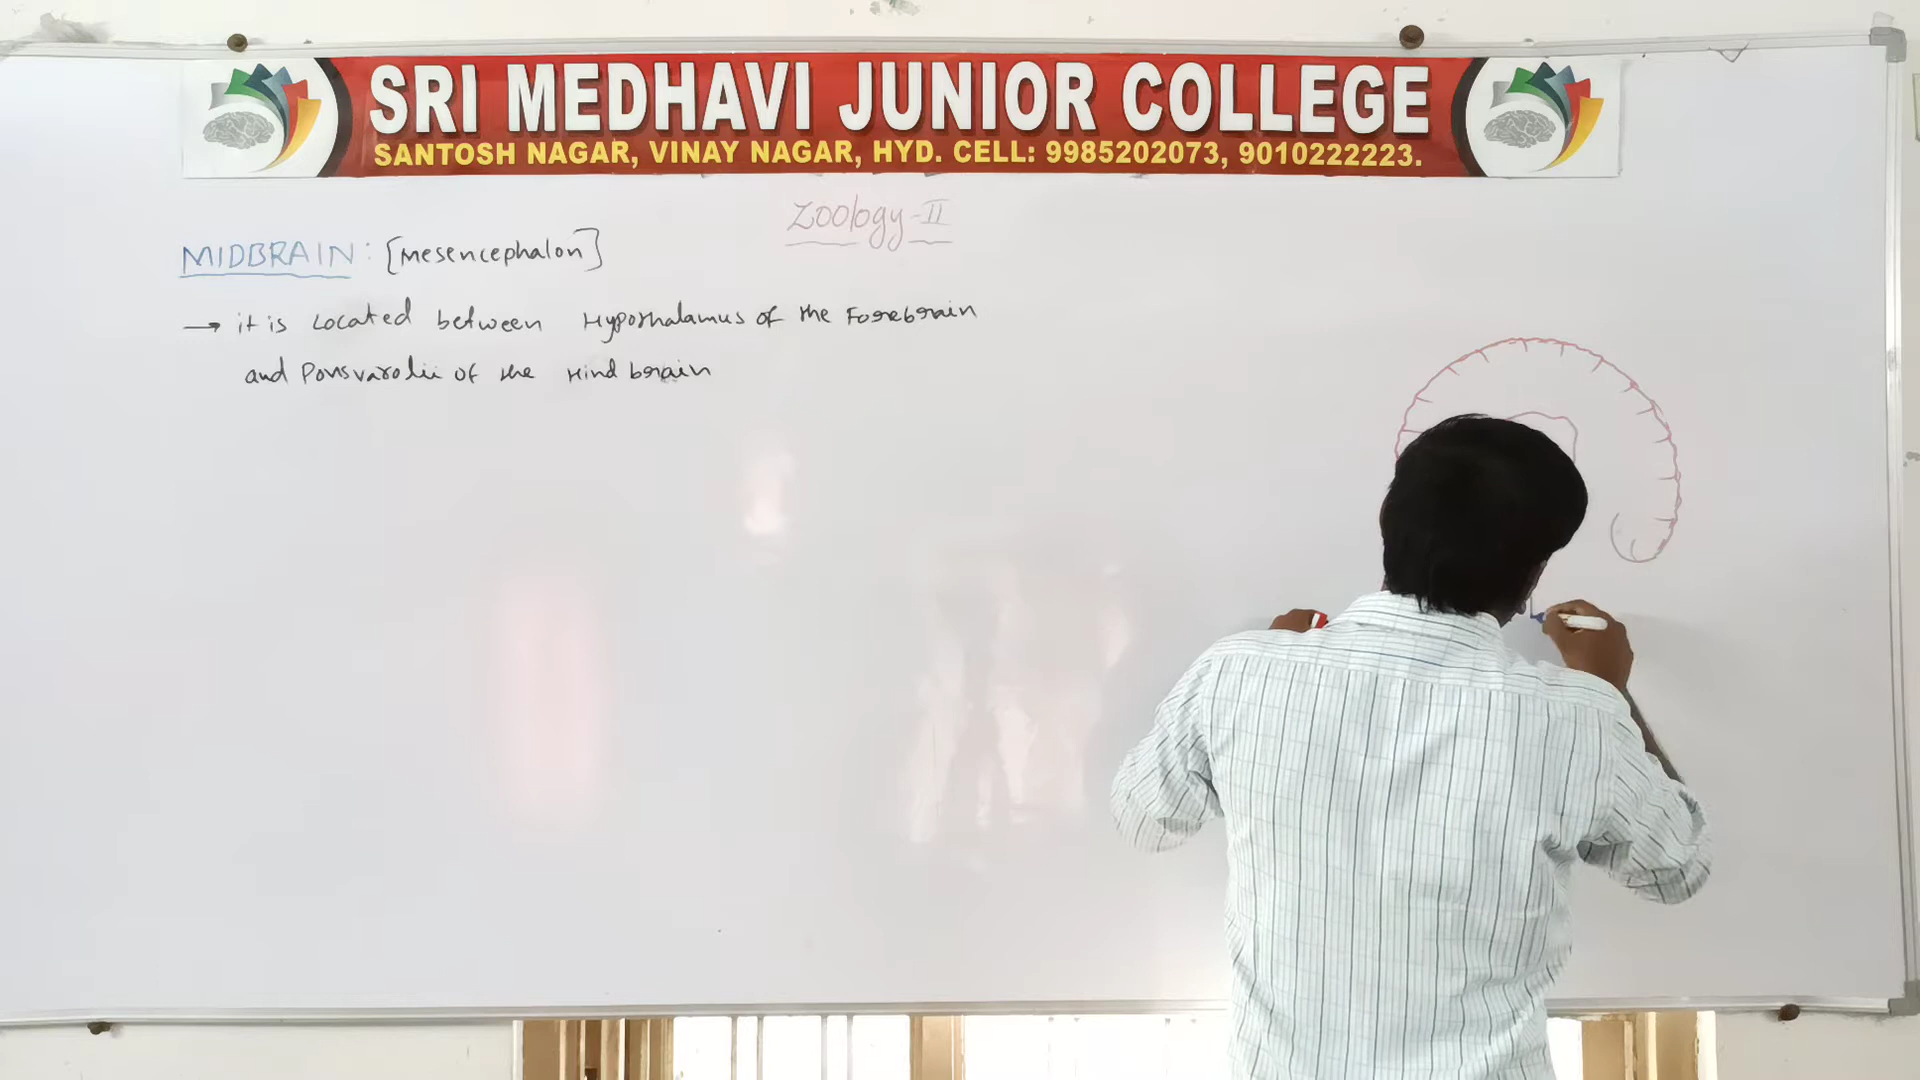 SRI MEDHAVI JUNIOR COLLEGE
SANTOSH NAGAR, VINAY NAGAR, HYD. CELL: 9985202073, 9010222223.
Zoology-II
MIDBRAIN: [Mesencephalon]
→ it is Located between Hypothalamus of the Forebrain
and Ponsvarolii of the Hind brain